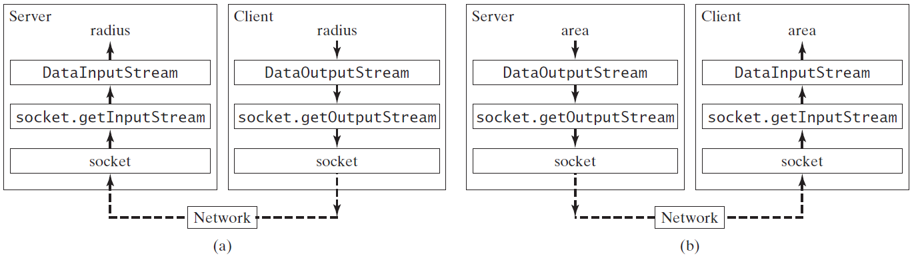 Server
radius
DataInputStream
socket.getInputStream
socket
Client
radius
DataOutputStream
socket.getOutputStream
socket
Network
(a)
Server
area
DataOutputStream
socket.getOutputStream
socket
Client
area
DataInputStream
socket.getInputStream
socket
Network
(b)